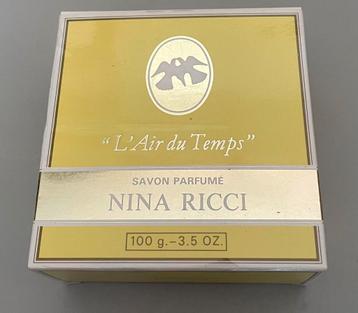 "L'Air du Temps"
SAVON PARFUMÉ
NINA RICCI
100 g.-3.5 OZ.